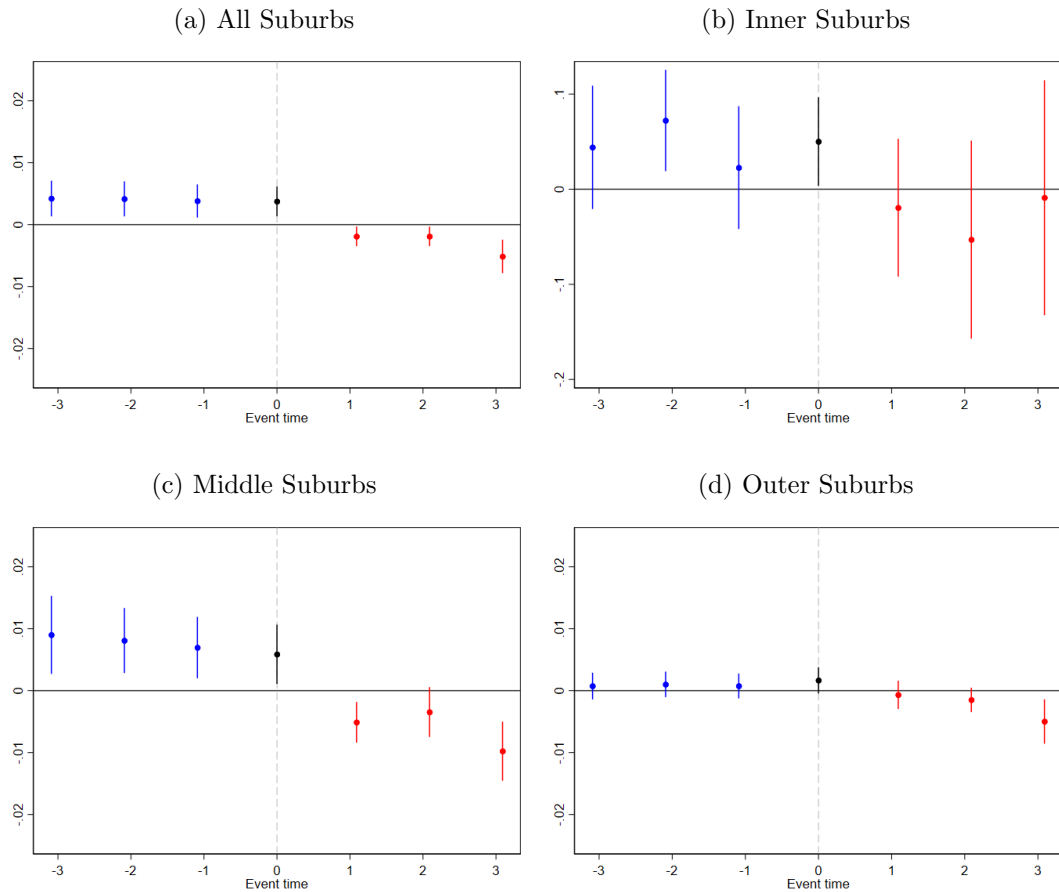 (a) All Suburbs
.02
.01
0
-.01
-.02
-3 -2 -1 0 1 2 3
Event time
(b) Inner Suburbs
.1
0
-.1
-.2
-3 -2 -1 0 1 2 3
Event time
(c) Middle Suburbs
.02
.01
0
-.01
-.02
-3 -2 -1 0 1 2 3
Event time
(d) Outer Suburbs
.02
.01
0
-.01
-.02
-3 -2 -1 0 1 2 3
Event time